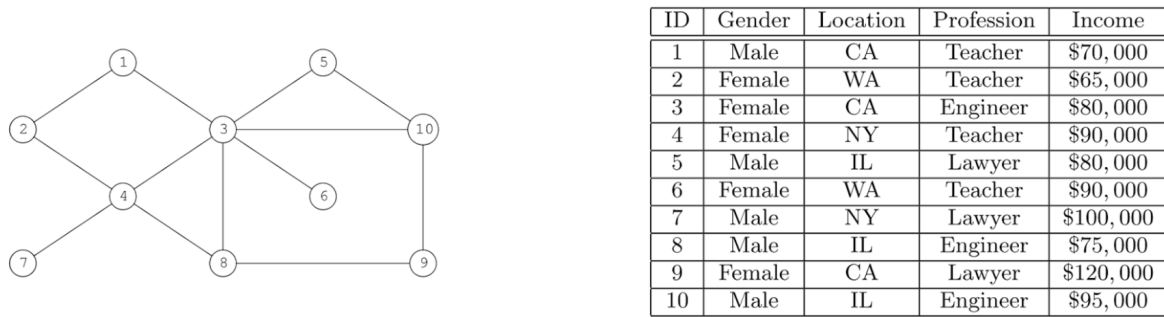 1
5
2
3
10
4
6
7
8
9
ID Gender Location Profession Income
1 Male CA Teacher $70,000
2 Female WA Teacher $65,000
3 Female CA Engineer $80,000
4 Female NY Teacher $90,000
5 Male IL Lawyer $80,000
6 Female WA Teacher $90,000
7 Male NY Lawyer $100,000
8 Male IL Engineer $75,000
9 Female CA Lawyer $120,000
10 Male IL Engineer $95,000